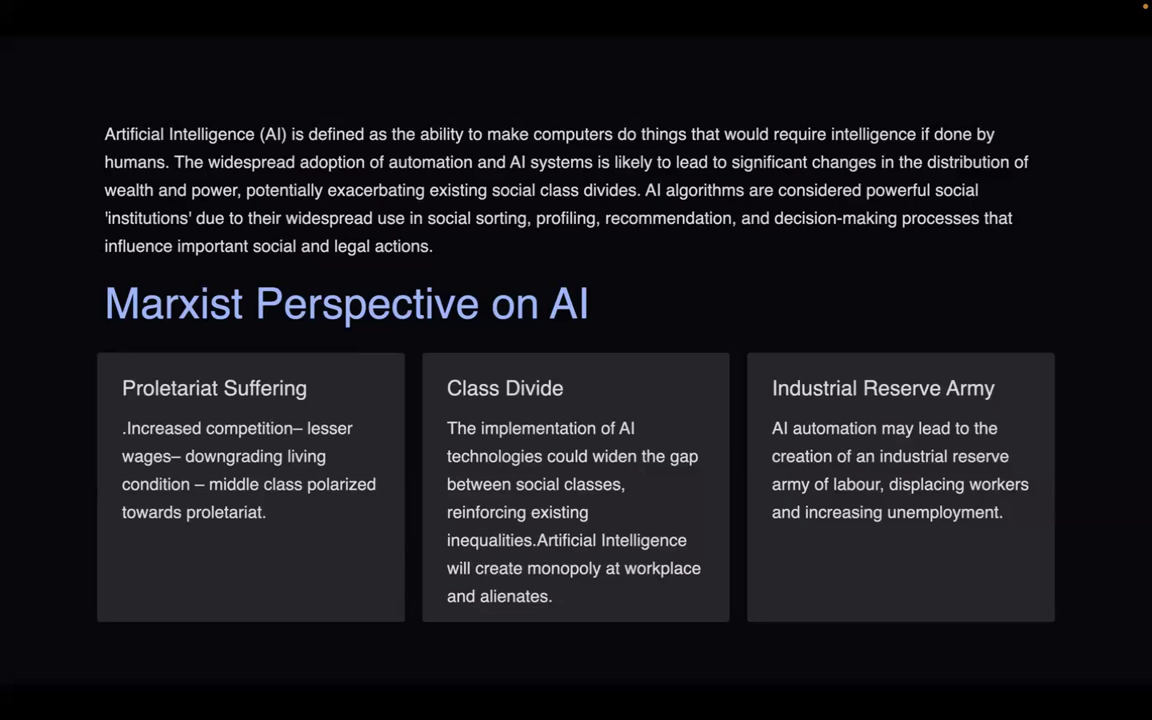 Artificial Intelligence (AI) is defined as the ability to make computers do things that would require intelligence if done by
humans. The widespread adoption of automation and AI systems is likely to lead to significant changes in the distribution of
wealth and power, potentially exacerbating existing social class divides. AI algorithms are considered powerful social
'institutions' due to their widespread use in social sorting, profiling, recommendation, and decision-making processes that
influence important social and legal actions.
Marxist Perspective on AI
Proletariat Suffering
.Increased competition– lesser
wages– downgrading living
condition – middle class polarized
towards proletariat.
Class Divide
The implementation of AI
technologies could widen the gap
between social classes,
reinforcing existing
inequalities.Artificial Intelligence
will create monopoly at workplace
and alienates.
Industrial Reserve Army
AI automation may lead to the
creation of an industrial reserve
army of labour, displacing workers
and increasing unemployment.